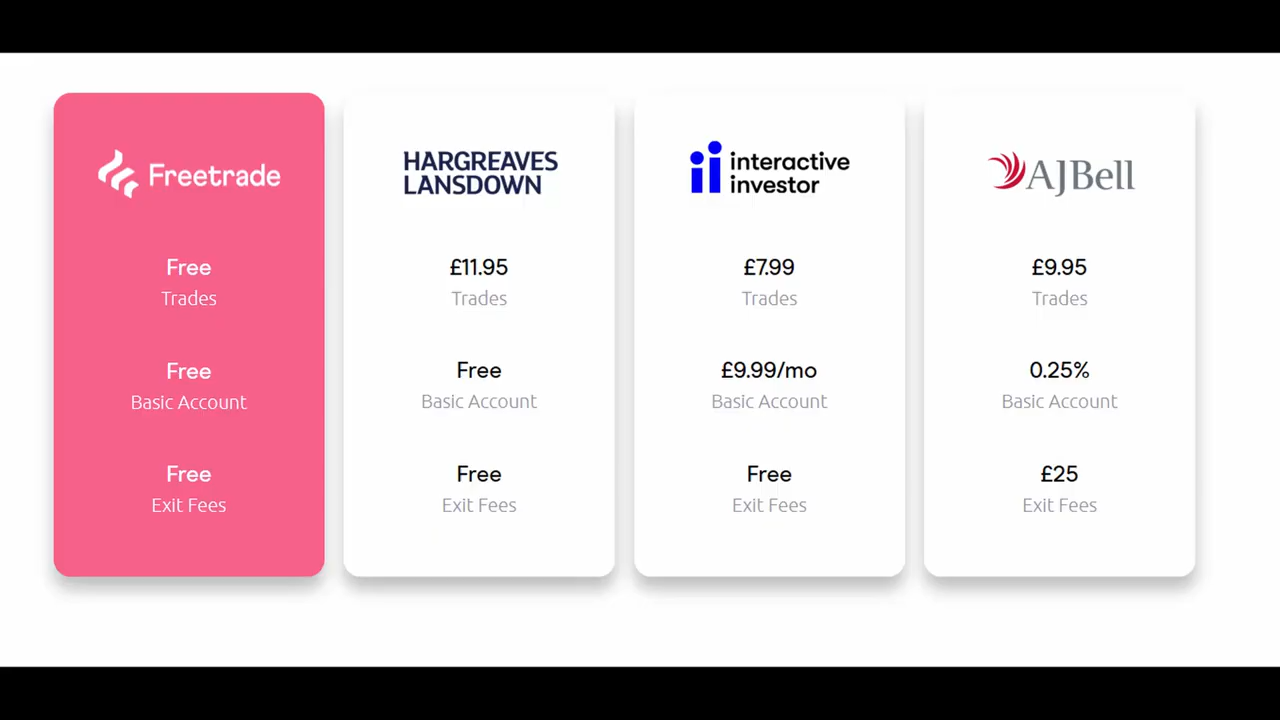 Freetrade
Free
Trades
Free
Basic Account
Free
Exit Fees
HARGREAVES
LANSDOWN
£11.95
Trades
Free
Basic Account
Free
Exit Fees
interactive
investor
£7.99
Trades
£9.99/mo
Basic Account
Free
Exit Fees
AJBell
£9.95
Trades
0.25%
Basic Account
£25
Exit Fees